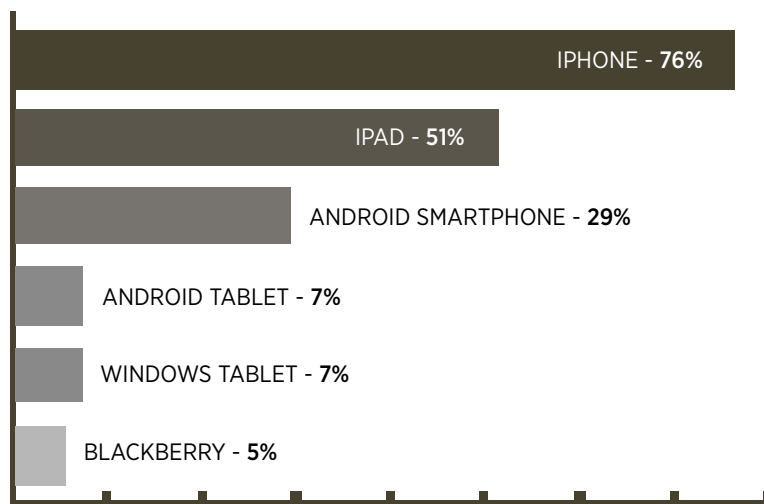 IPHONE - 76%
IPAD - 51%
ANDROID SMARTPHONE - 29%
ANDROID TABLET - 7%
WINDOWS TABLET - 7%
BLACKBERRY - 5%